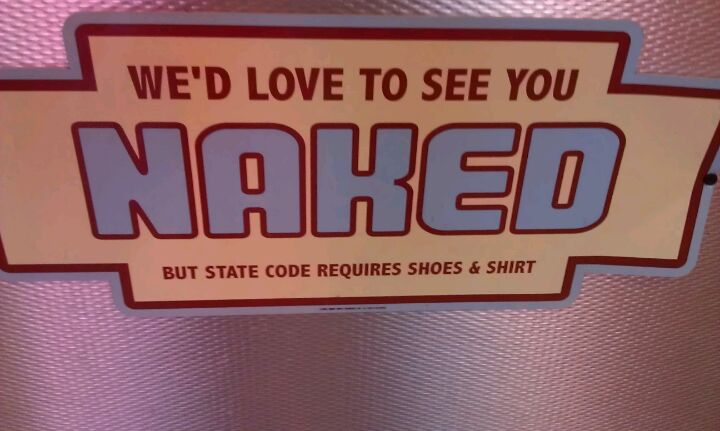 WE'D LOVE TO SEE YOU
NAKED
BUT STATE CODE REQUIRES SHOES & SHIRT